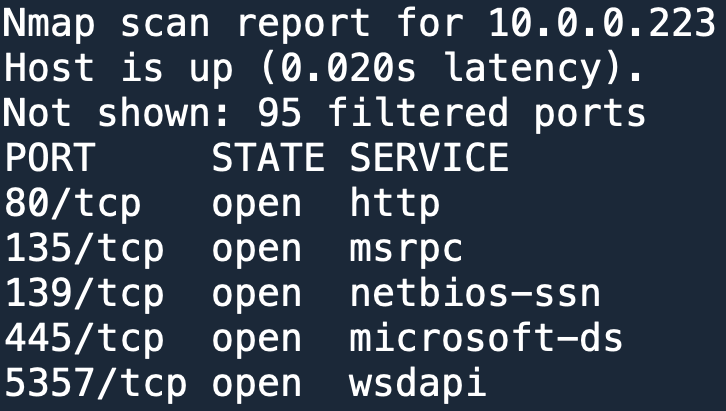 Nmap scan report for 10.0.0.223
Host is up (0.020s latency).
Not shown: 95 filtered ports
PORT     STATE SERVICE
80/tcp   open  http
135/tcp  open  msrpc
139/tcp  open  netbios-ssn
445/tcp  open  microsoft-ds
5357/tcp open  wsdapi